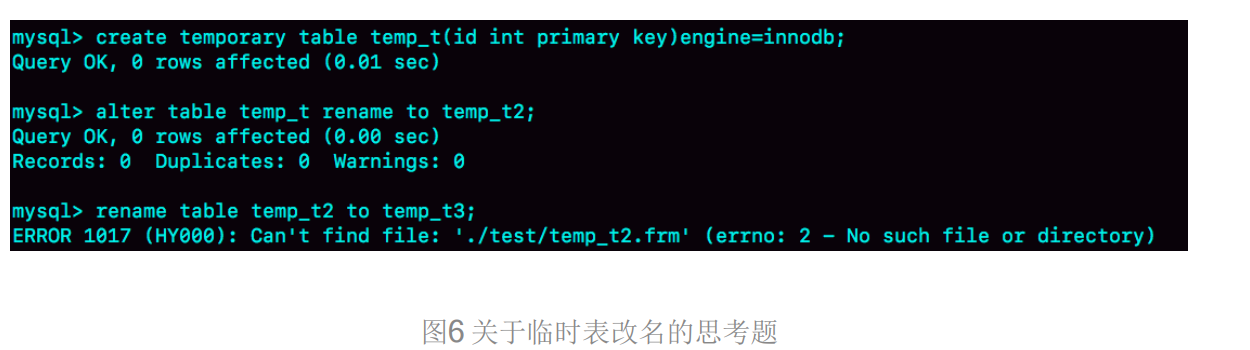 mysql> create temporary table temp_t(id int primary key)engine=innodb;
Query OK, 0 rows affected (0.01 sec)
mysql> alter table temp_t rename to temp_t2;
Query OK, 0 rows affected (0.00 sec)
Records: 0  Duplicates: 0  Warnings: 0
mysql> rename table temp_t2 to temp_t3;
ERROR 1017 (HY000): Can't find file: './test/temp_t2.frm' (errno: 2 – No such file or directory)
图6 关于临时表改名的思考题